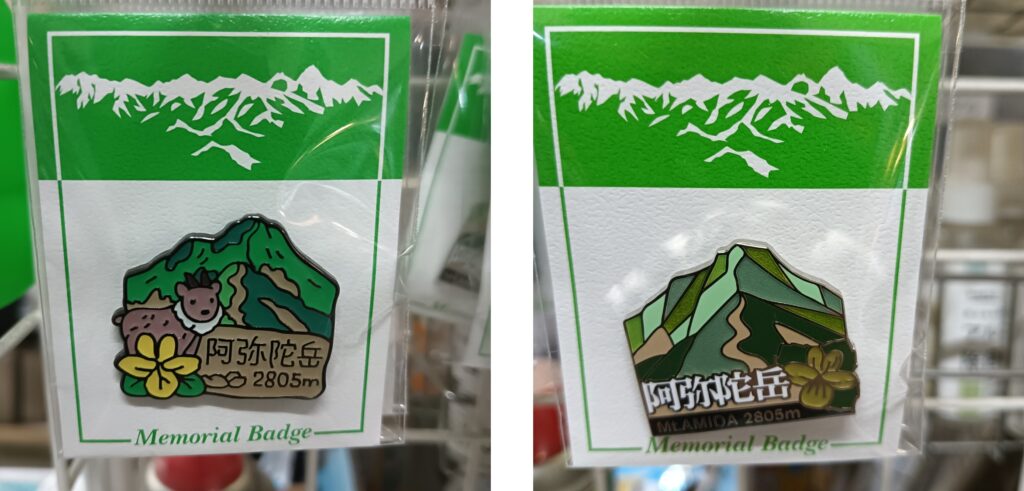 阿弥陀岳
2805m
Memorial Badge
阿弥陀岳
Mt.AMIDA 2805m
Memorial Badge